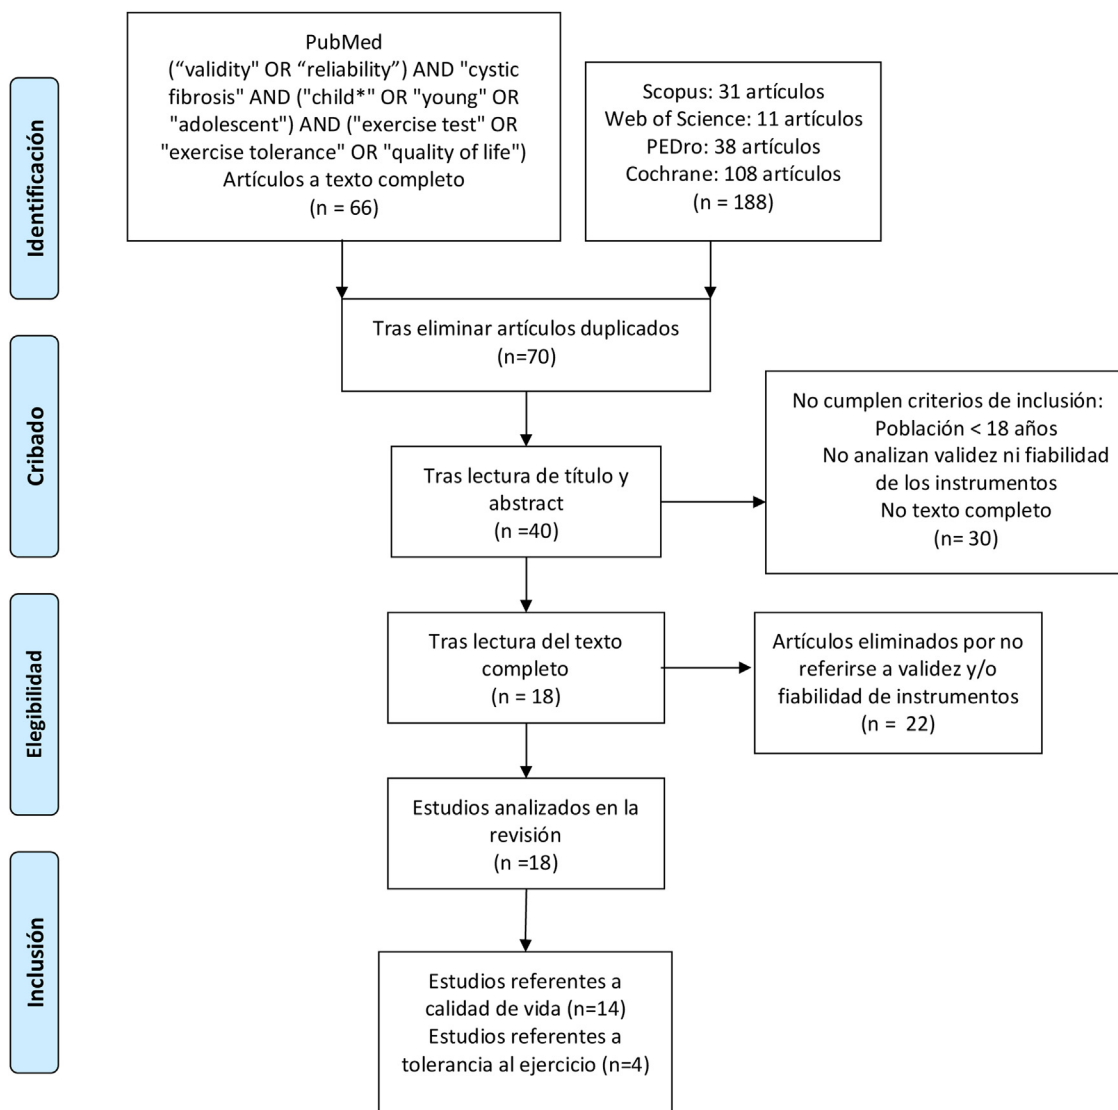 Identificación
PubMed
(“validity" OR “reliability”) AND "cystic
fibrosis" AND ("child*" OR "young" OR
"adolescent") AND ("exercise test" OR
"exercise tolerance" OR "quality of life")
Artículos a texto completo
(n = 66)
Scopus: 31 artículos
Web of Science: 11 artículos
PEDro: 38 artículos
Cochrane: 108 artículos
(n = 188)
Tras eliminar artículos duplicados
(n=70)
Cribado
Tras lectura de título y
abstract
(n =40)
No cumplen criterios de inclusión:
Población < 18 años
No analizan validez ni fiabilidad
de los instrumentos
No texto completo
(n= 30)
Elegibilidad
Tras lectura del texto
completo
(n = 18)
Artículos eliminados por no
referirse a validez y/o
fiabilidad de instrumentos
(n =  22)
Estudios analizados en la
revisión
(n =18)
Inclusión
Estudios referentes a
calidad de vida (n=14)
Estudios referentes a
tolerancia al ejercicio (n=4)